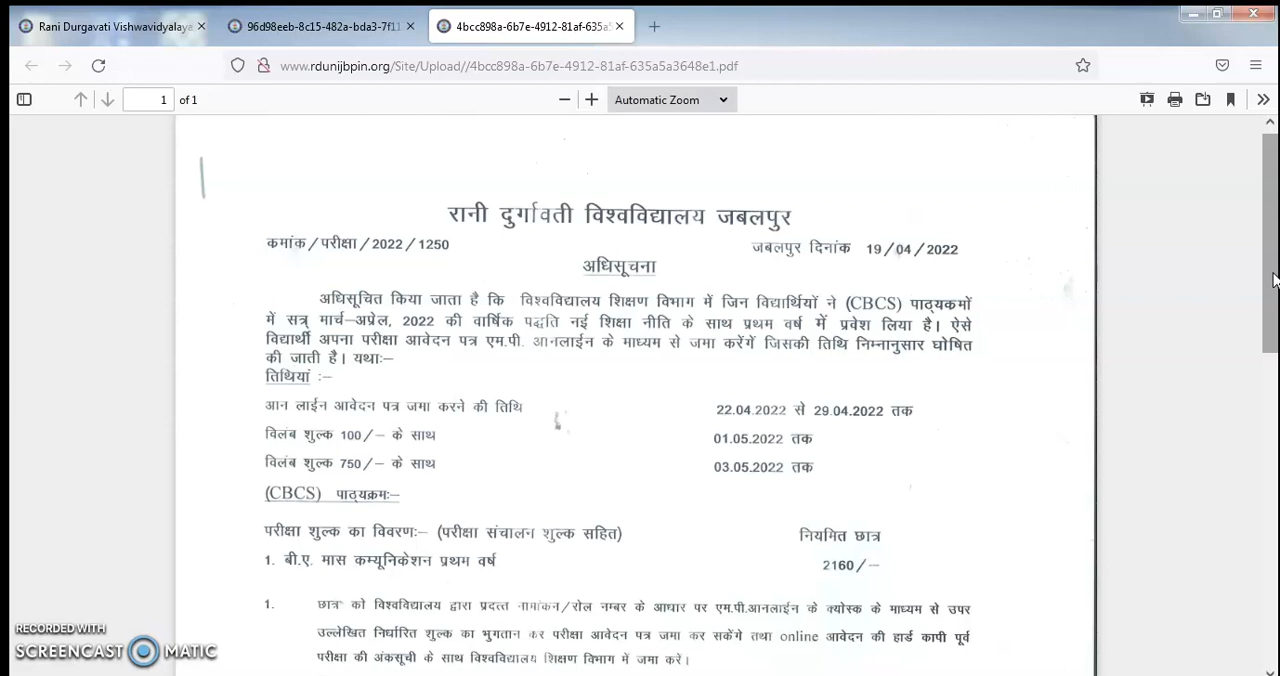 Rani Durgavati Vishwavidyalaya
96d98eeb-8c15-482a-bda3-7f11
4bcc898a-6b7e-4912-81af-635a5
www.rdunijbpin.org/Site/Upload//4bcc898a-6b7e-4912-81af-635a5a3648e1.pdf
1 of 1
Automatic Zoom
रानी दुर्गावती विश्वविद्यालय जबलपुर
कमांक/परीक्षा/2022/1250 जबलपुर दिनांक 19/04/2022
अधिसूचना
अधिसूचित किया जाता है कि विश्वविद्यालय शिक्षण विभाग में जिन विद्यार्थियों ने (CBCS) पाठ्यकमों
में सत्र् मार्च–अप्रेल, 2022 की वार्षिक पद्धति नई शिक्षा नीति के साथ प्रथम वर्ष में प्रवेश लिया है। ऐसे
विद्यार्थी अपना परीक्षा आवेदन पत्र एम.पी. आनलाईन के माध्यम से जमा करेंगें जिसकी तिथि निम्नानुसार घोषित
की जाती है। यथा:–
तिथियां :–
आन लाईन आवेदन पत्र जमा करने की तिथि 22.04.2022 से 29.04.2022 तक
विलंब शुल्क 100/– के साथ 01.05.2022 तक
विलंब शुल्क 750/– के साथ 03.05.2022 तक
(CBCS) पाठ्यक्रम:–
परीक्षा शुल्क का विवरण:– (परीक्षा संचालन शुल्क सहित) नियमित छात्र
1. बी.ए. मास कम्यूनिकेशन प्रथम वर्ष 2160/–
1. छात्र को विश्वविद्यालय द्वारा प्रदत्त नामांकन/रोल नम्बर के आधार पर एम.पी.आनलाईन के क्योस्क के माध्यम से उपर
उल्लेखित निर्धारित शुल्क का भुगतान कर परीक्षा आवेदन पत्र जमा कर सकेंगे तथा online आवेदन की हार्ड कापी पूर्व
परीक्षा की अंकसूची के साथ विश्वविद्यालय शिक्षण विभाग में जमा करें।
RECORDED WITH
SCREENCAST MATIC